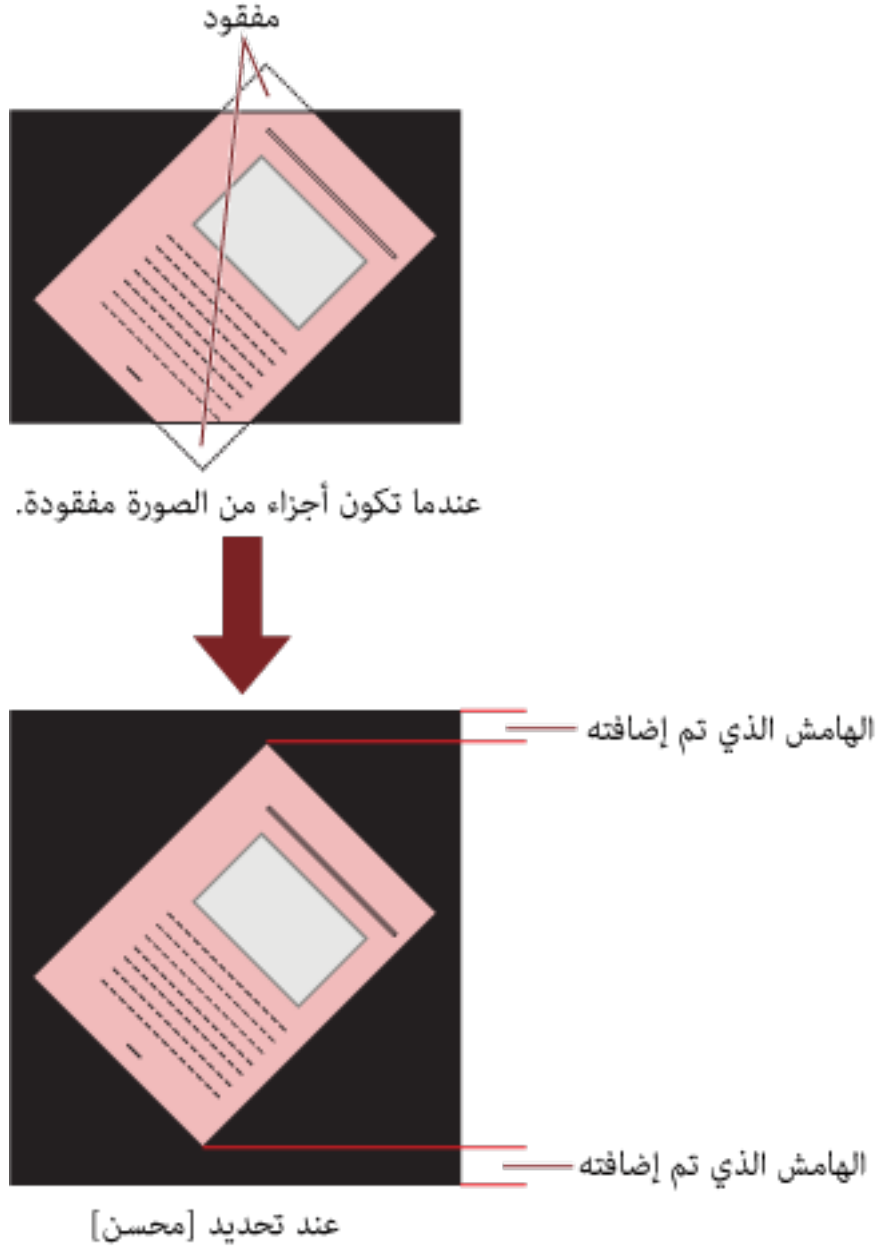 مفقود
عندما تكون أجزاء من الصورة مفقودة.
الهامش الذي تم إضافته
الهامش الذي تم إضافته
عند تحديد [محسن]